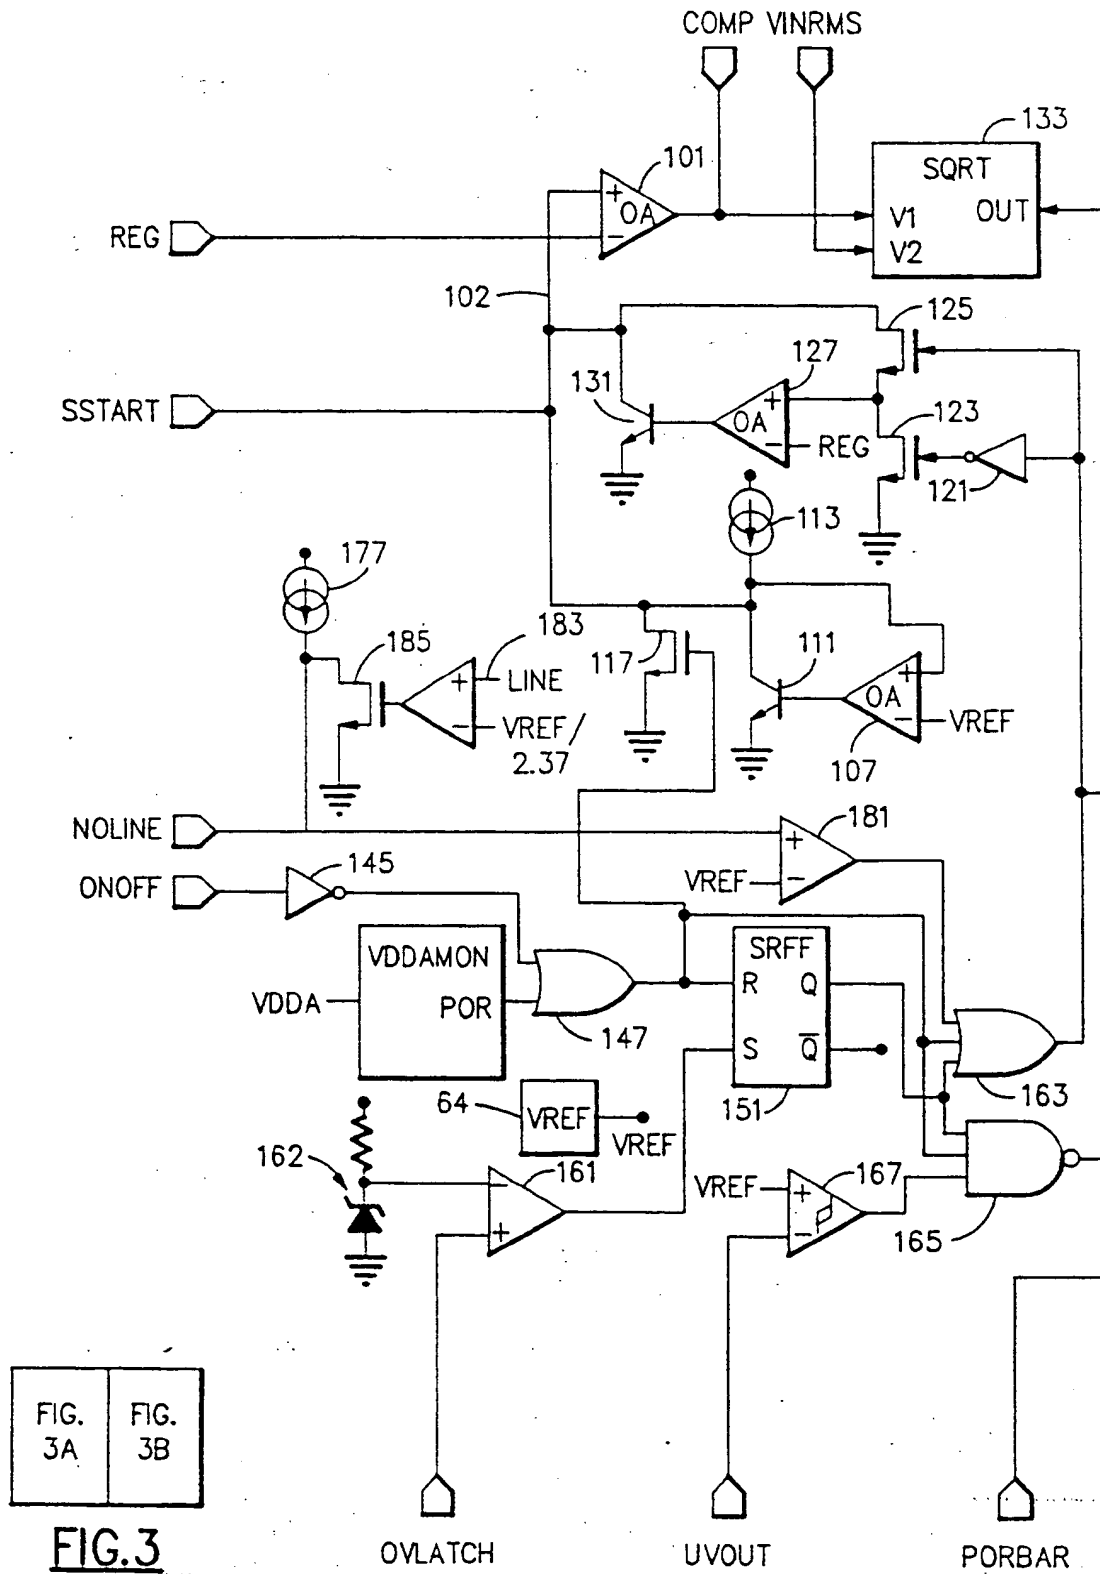 COMP VINRMS
133
SQRT
V1
V2
OUT
101
+
OA
−
REG
102
125
127
131
+
OA
−
REG
SSTART
123
121
113
177
183
185
+
−
LINE
VREF/
2.37
117
111
+
OA
−
VREF
107
NOLINE
181
+
−
VREF
ONOFF
145
VDDAMON
VDDA
POR
147
SRFF
R Q
S Q̅
151
163
64
VREF
VREF
162
−
+
161
VREF
+
−
167
165
FIG.
3A
FIG.
3B
FIG.3
OVLATCH
UVOUT
PORBAR